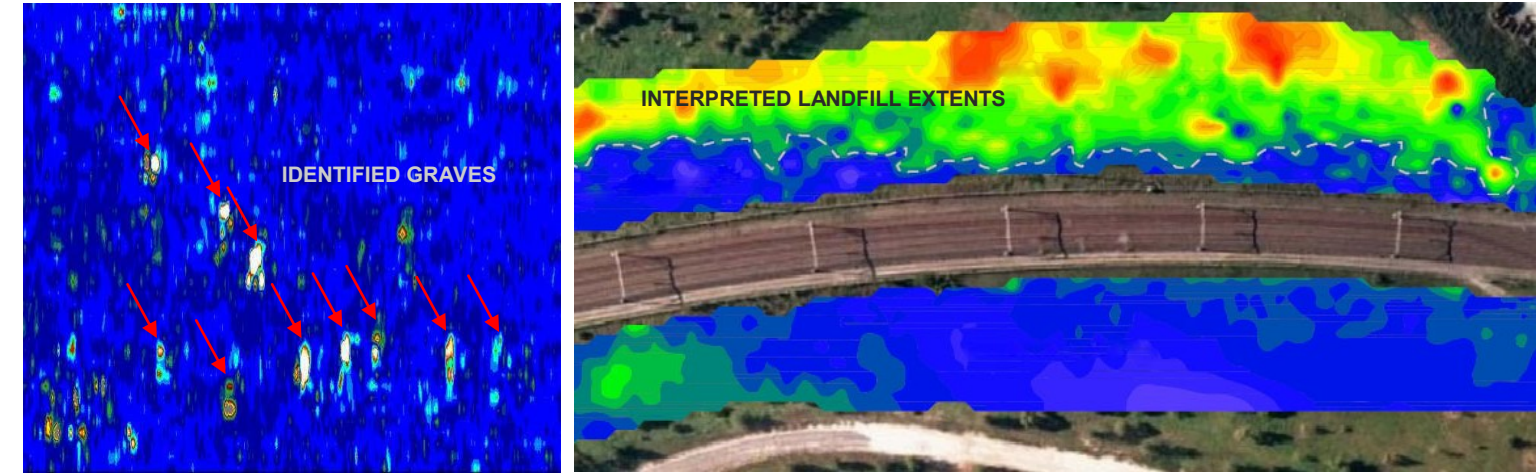 IDENTIFIED GRAVES
INTERPRETED LANDFILL EXTENTS